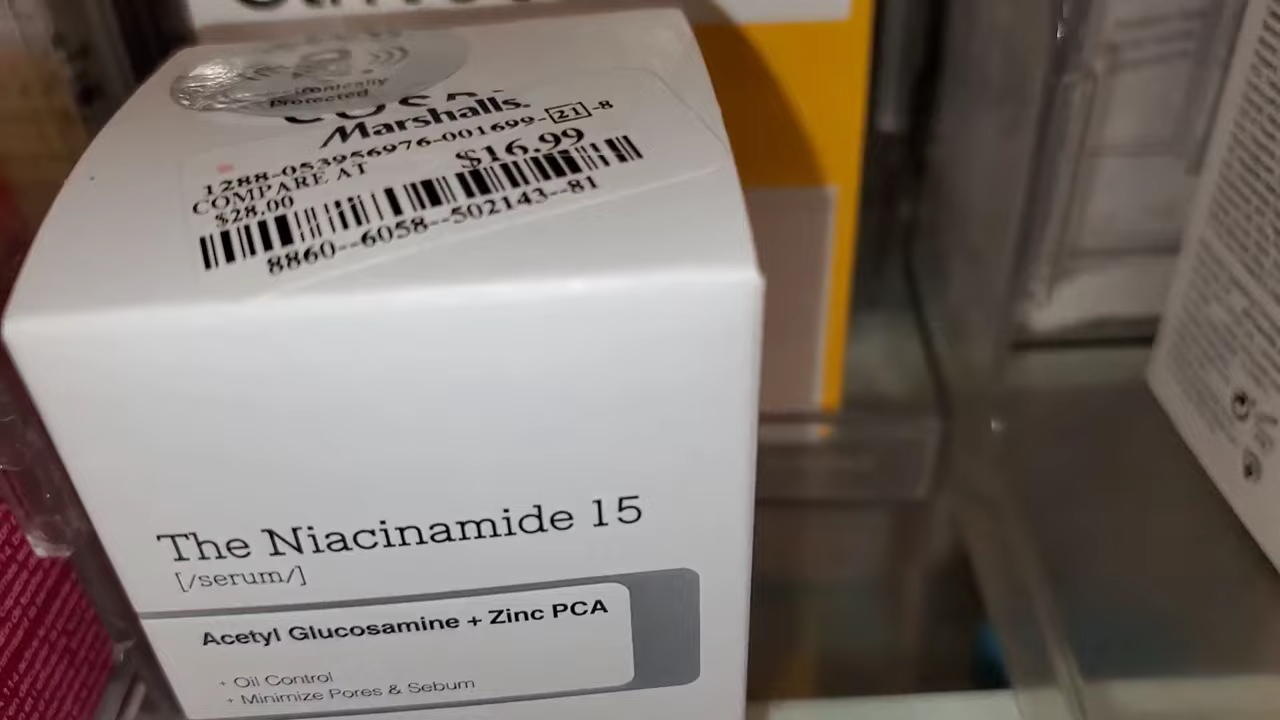 Protected
Marshalls.
1288-053956976-001699-21-8
COMPARE AT $16.99
$28.00
8860--6058--502143--81
The Niacinamide 15
[/serum/]
Acetyl Glucosamine + Zinc PCA
+ Oil Control
+ Minimize Pores & Sebum